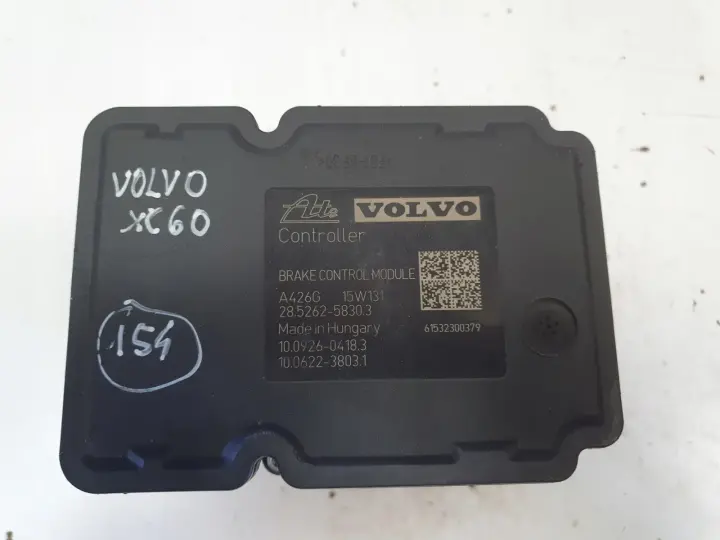 VOLVO
XC60
154
Ate VOLVO
Controller
BRAKE CONTROL MODULE
A426G 15W131
28.5262-5830.3
Made in Hungary
61532300379
10.0926-0418.3
10.0622-3803.1